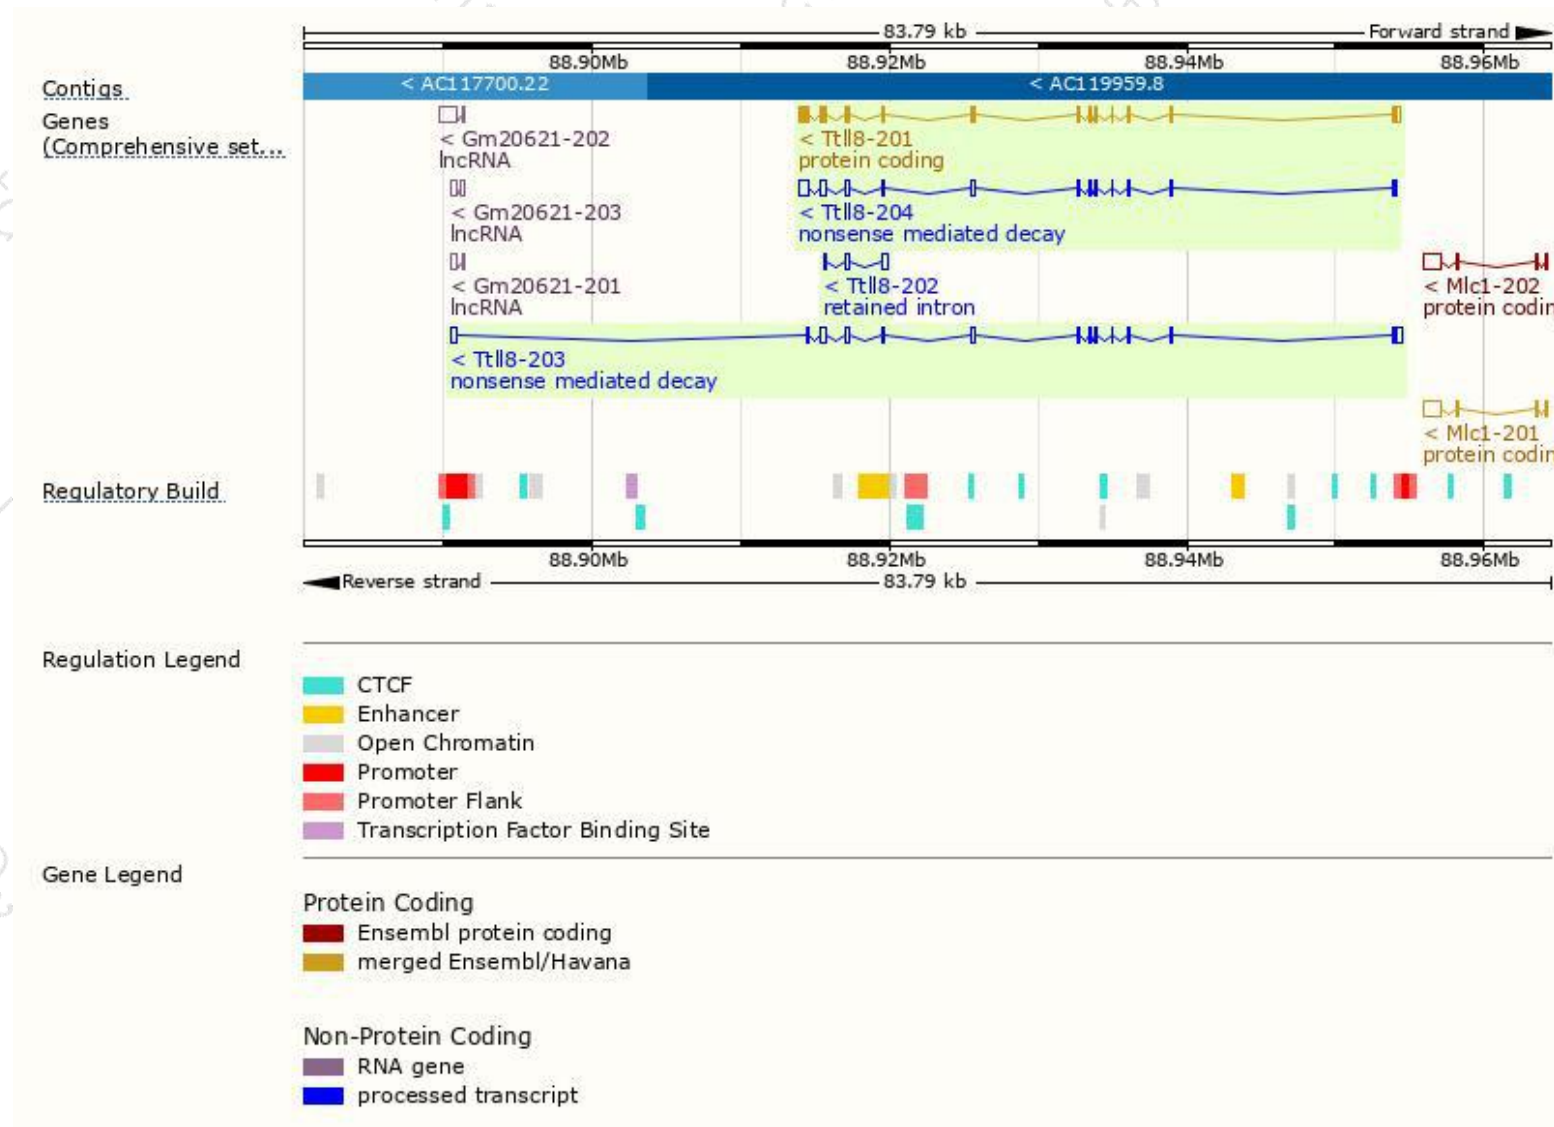 83.79 kb
Forward strand
88.90Mb 88.92Mb 88.94Mb 88.96Mb
Contigs
< AC117700.22 < AC119959.8
Genes
(Comprehensive set...
< Gm20621-202 < Ttll8-201
lncRNA protein coding
< Gm20621-203 < Ttll8-204
lncRNA nonsense mediated decay
< Gm20621-201 < Ttll8-202 < Mlc1-202
lncRNA retained intron protein codin
< Ttll8-203
nonsense mediated decay
< Mlc1-201
protein codin
Regulatory Build
88.90Mb 88.92Mb 88.94Mb 88.96Mb
Reverse strand 83.79 kb
Regulation Legend
CTCF
Enhancer
Open Chromatin
Promoter
Promoter Flank
Transcription Factor Binding Site
Gene Legend
Protein Coding
Ensembl protein coding
merged Ensembl/Havana
Non-Protein Coding
RNA gene
processed transcript